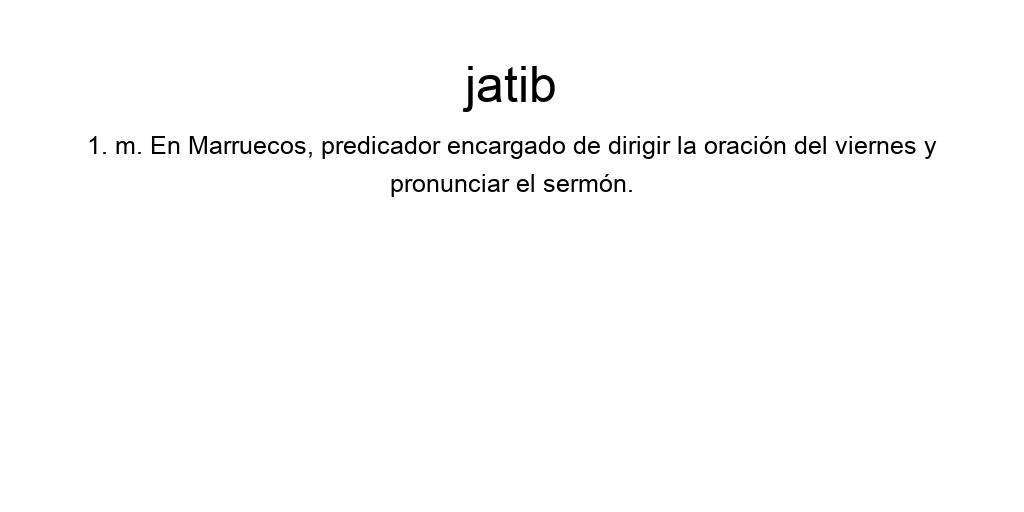 jatib
1. m. En Marruecos, predicador encargado de dirigir la oración del viernes y
pronunciar el sermón.